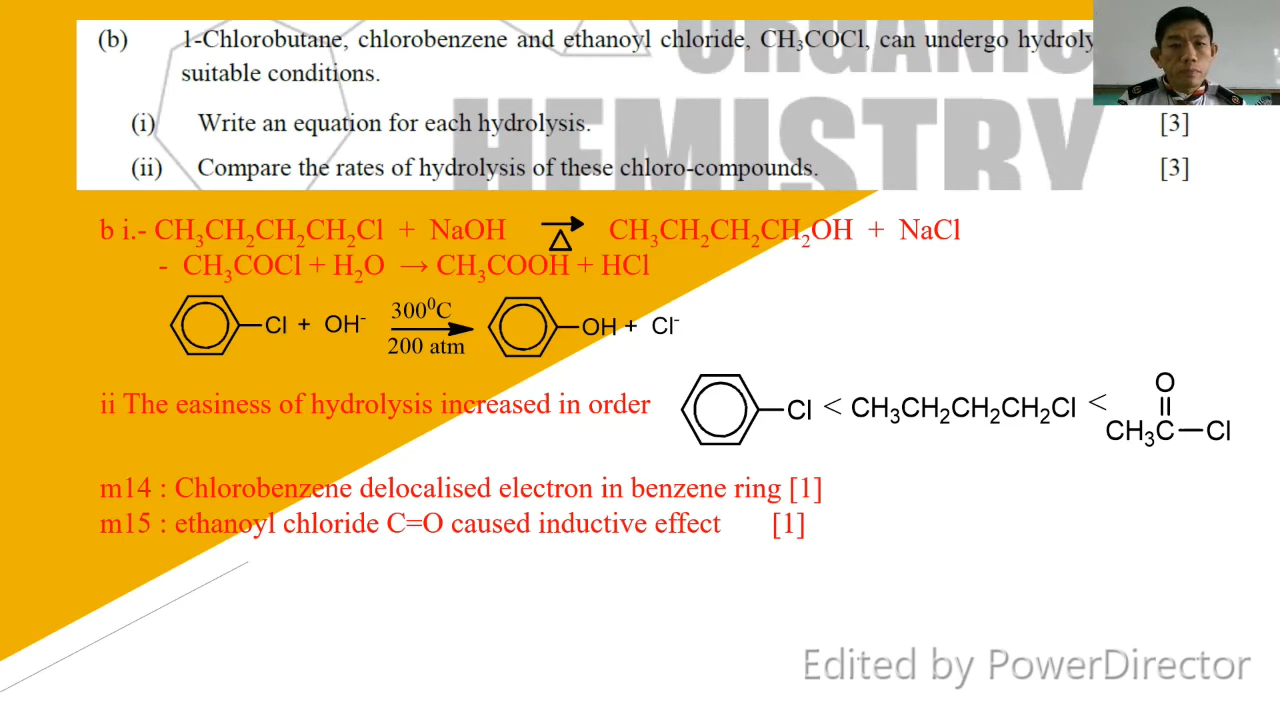 ORGANIC
CHEMISTRY
(b) 1-Chlorobutane, chlorobenzene and ethanoyl chloride, CH₃COCl, can undergo
suitable conditions.
(i) Write an equation for each hydrolysis. [3]
(ii) Compare the rates of hydrolysis of these chloro-compounds. [3]
b i.- CH₃CH₂CH₂CH₂Cl + NaOH → Δ CH₃CH₂CH₂CH₂OH + NaCl
- CH₃COCl + H₂O → CH₃COOH + HCl
Cl + OH⁻ 300⁰C → 200 atm OH + Cl⁻
ii The easiness of hydrolysis increased in order Cl < CH₃CH₂CH₂CH₂Cl < O || CH₃C—Cl
m14 : Chlorobenzene delocalised electron in benzene ring [1]
m15 : ethanoyl chloride C=O caused inductive effect [1]
Edited by PowerDirector